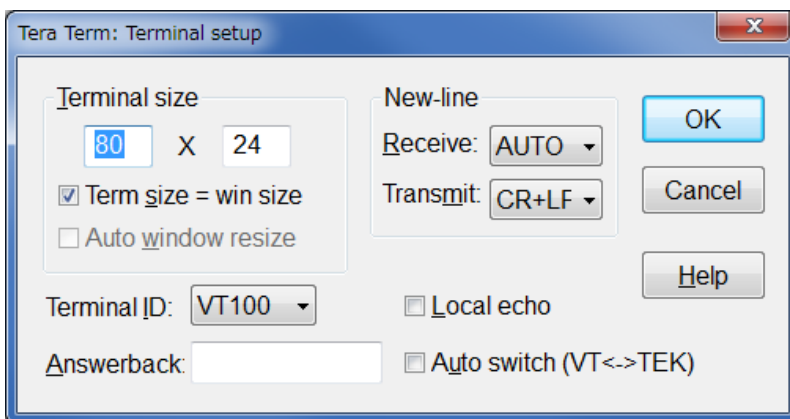 Tera Term: Terminal setup
x
Terminal size
80 X 24
Term size = win size
Auto window resize
New-line
Receive: AUTO
Transmit: CR+LF
OK
Cancel
Help
Terminal ID: VT100
Local echo
Answerback:
Auto switch (VT<->TEK)